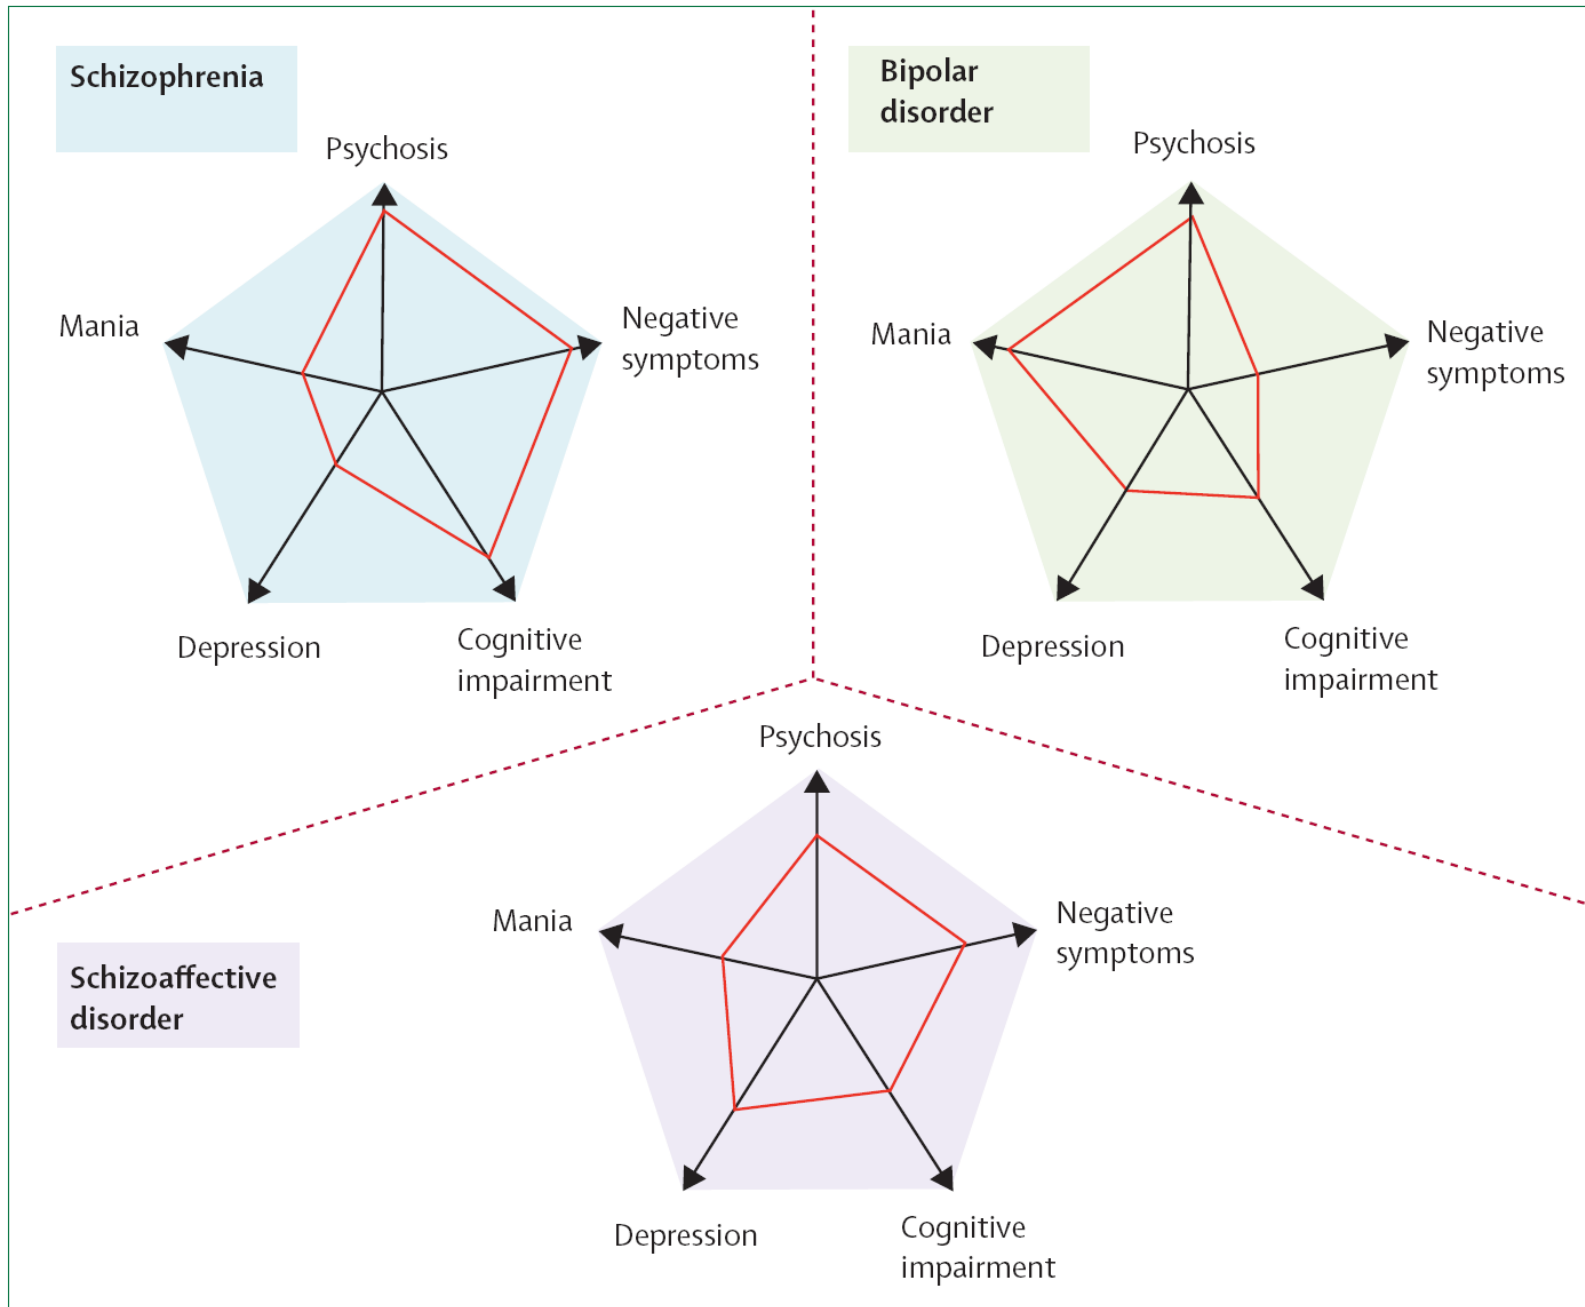 Schizophrenia
Psychosis
Mania
Negative
symptoms
Depression
Cognitive
impairment
Bipolar
disorder
Psychosis
Mania
Negative
symptoms
Depression
Cognitive
impairment
Schizoaffective
disorder
Psychosis
Mania
Negative
symptoms
Depression
Cognitive
impairment